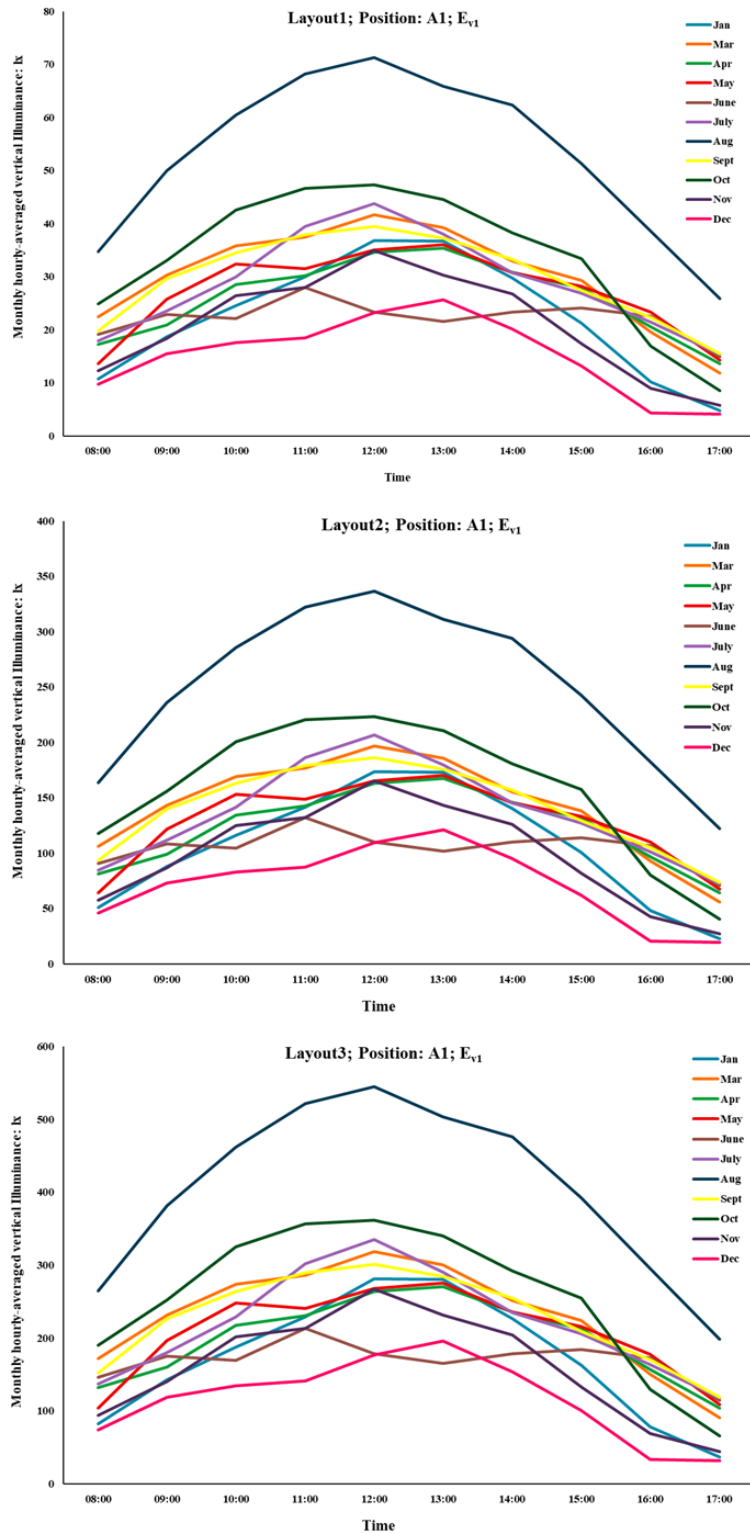 Layout1; Position: A1; Ev1
Monthly hourly-averaged vertical Illuminance: lx
80
70
60
50
40
30
20
10
0
08:00 09:00 10:00 11:00 12:00 13:00 14:00 15:00 16:00 17:00
Time
Jan
Mar
Apr
May
June
July
Aug
Sept
Oct
Nov
Dec
Layout2; Position: A1; Ev1
Monthly hourly-averaged vertical Illuminance: lx
400
350
300
250
200
150
100
50
0
08:00 09:00 10:00 11:00 12:00 13:00 14:00 15:00 16:00 17:00
Time
Jan
Mar
Apr
May
June
July
Aug
Sept
Oct
Nov
Dec
Layout3; Position: A1; Ev1
Monthly hourly-averaged vertical Illuminance: lx
600
500
400
300
200
100
0
08:00 09:00 10:00 11:00 12:00 13:00 14:00 15:00 16:00 17:00
Time
Jan
Mar
Apr
May
June
July
Aug
Sept
Oct
Nov
Dec